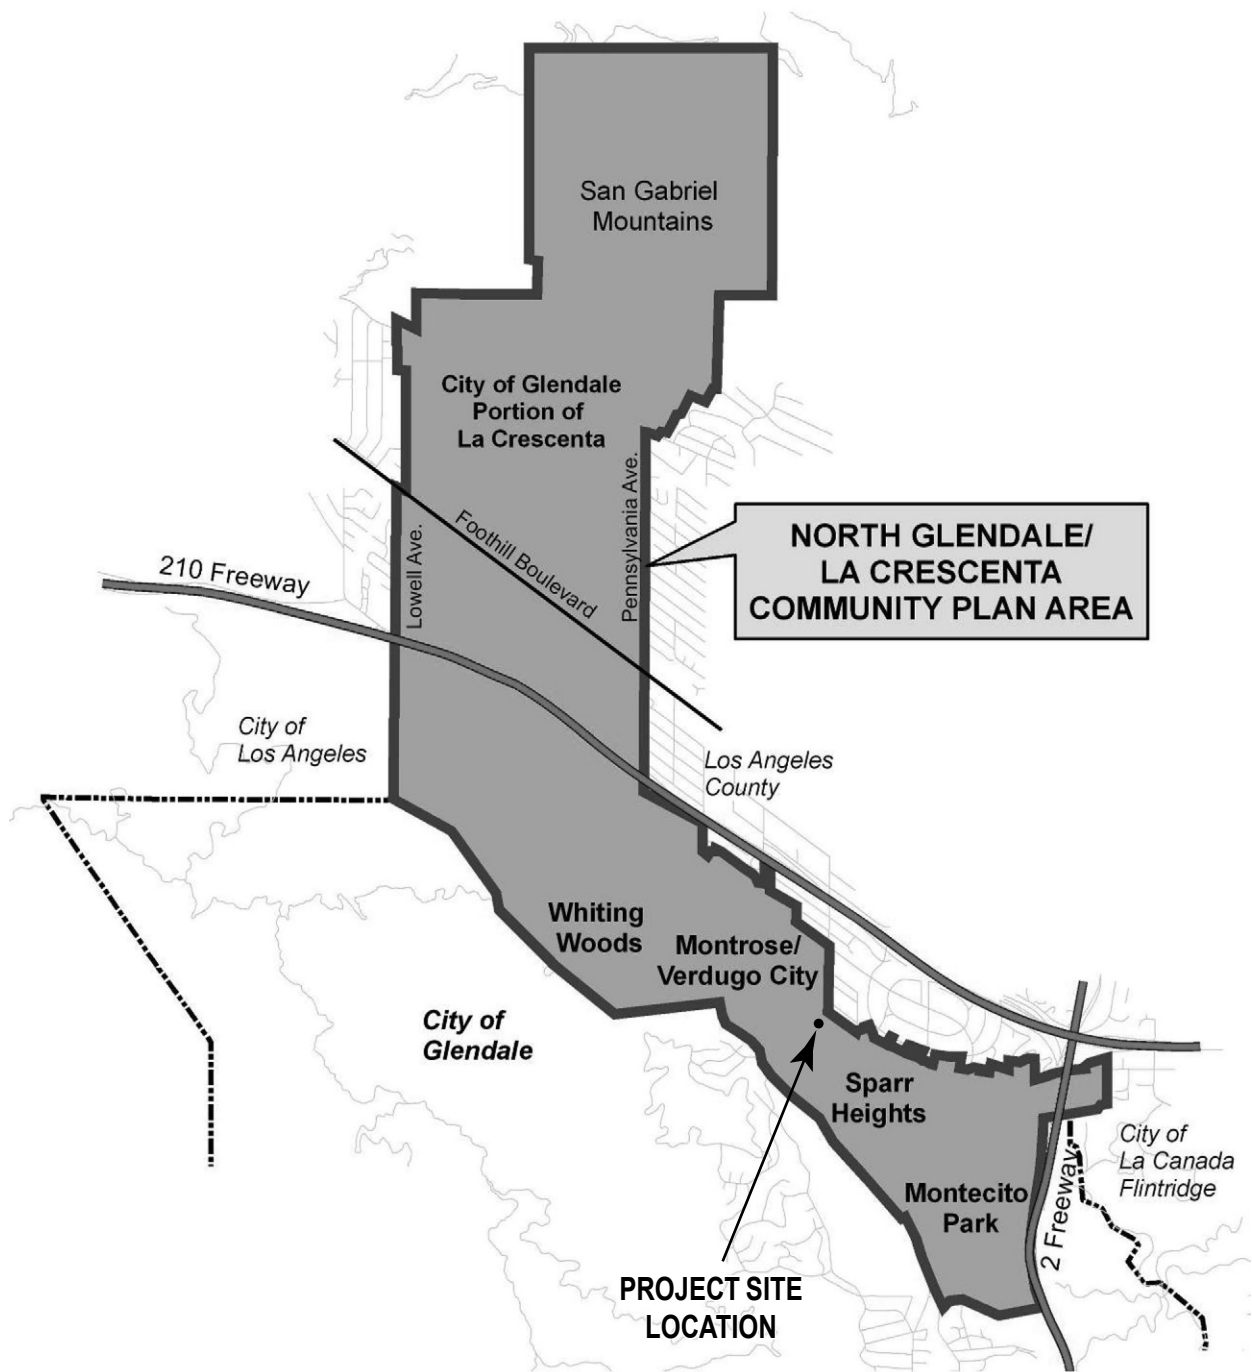 San Gabriel
Mountains
City of Glendale
Portion of
La Crescenta
Pennsylvania Ave.
Foothill Boulevard
Lowell Ave.
210 Freeway
NORTH GLENDALE/
LA CRESCENTA
COMMUNITY PLAN AREA
City of
Los Angeles
Los Angeles
County
Whiting
Woods
Montrose/
Verdugo City
City of
Glendale
Sparr
Heights
City of
La Canada
Flintridge
Montecito
Park
2 Freeway
PROJECT SITE
LOCATION